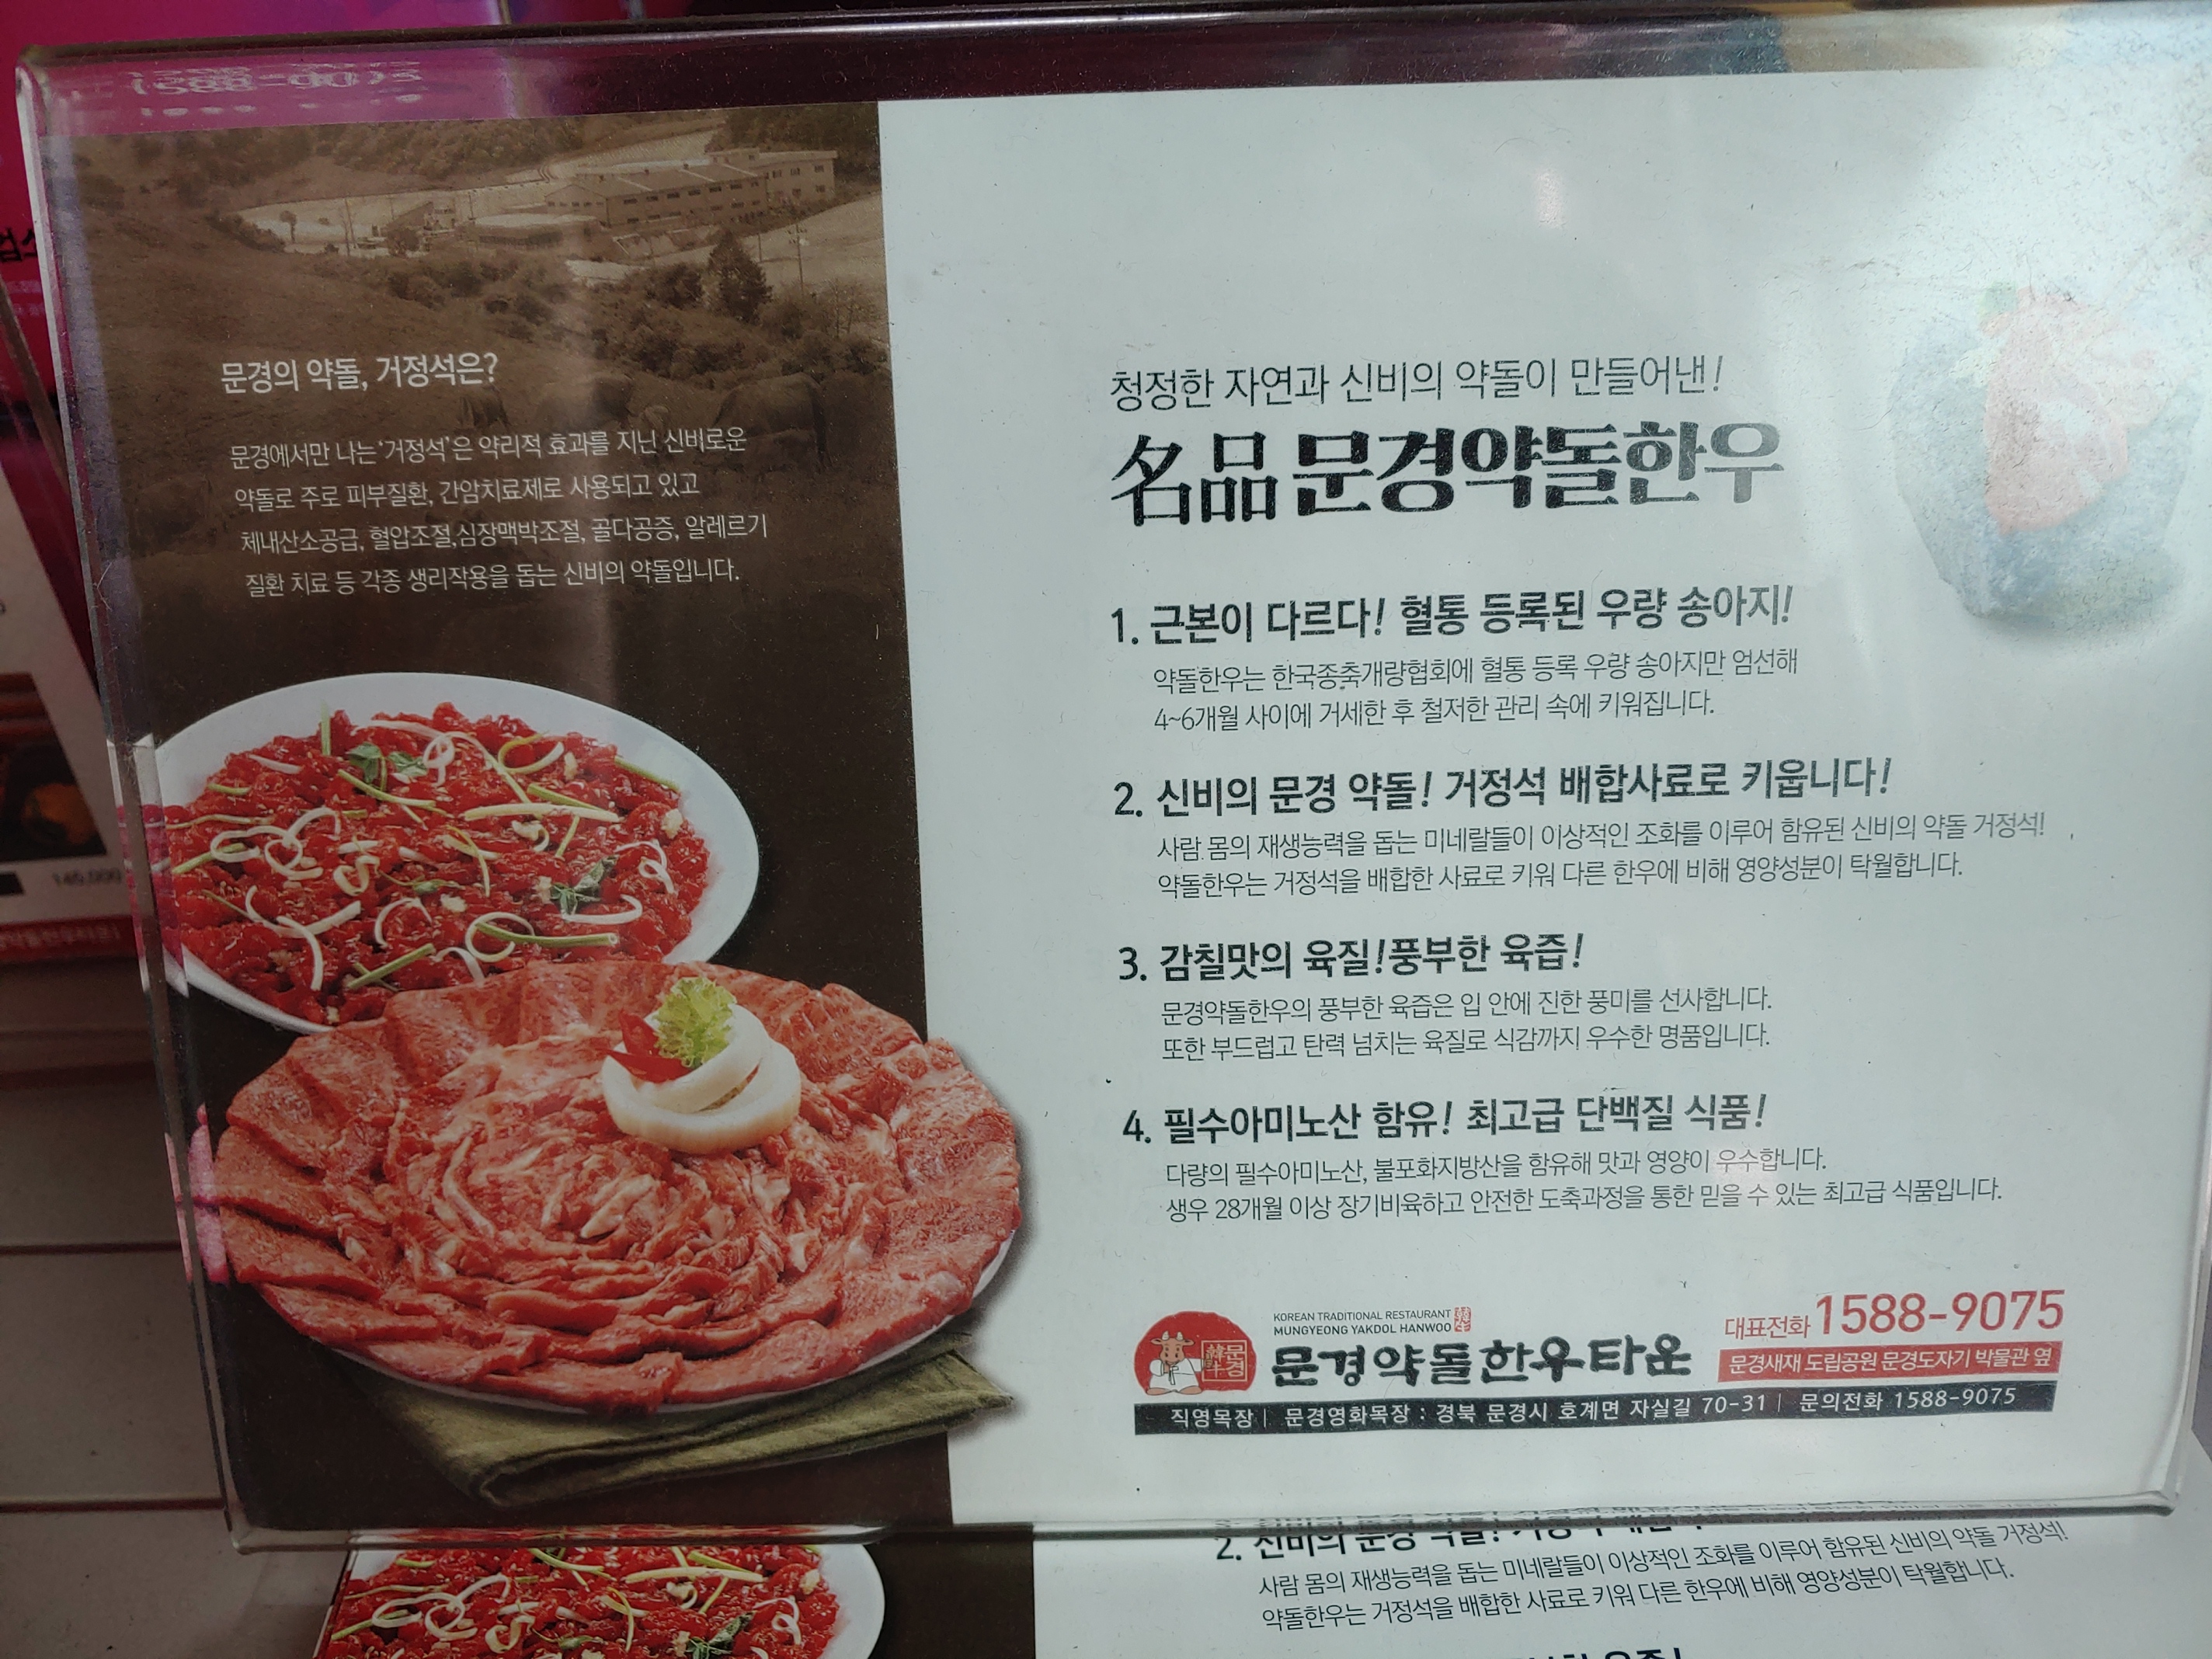 1588-9075
문경의 약돌, 거정석은?
문경에서만 나는 '거정석'은 약리적 효과를 지닌 신비로운
약돌로 주로 피부질환, 간암치료제로 사용되고 있고
체내산소공급, 혈압조절,심장맥박조절, 골다공증, 알레르기
질환 치료 등 각종 생리작용을 돕는 신비의 약돌입니다.
청정한 자연과 신비의 약돌이 만들어낸!
名品 문경약돌한우
1. 근본이 다르다! 혈통 등록된 우량 송아지!
약돌한우는 한국종축개량협회에 혈통 등록 우량 송아지만 엄선해
4~6개월 사이에 거세한 후 철저한 관리 속에 키워집니다.
2. 신비의 문경 약돌! 거정석 배합사료로 키웁니다!
사람 몸의 재생능력을 돕는 미네랄들이 이상적인 조화를 이루어 함유된 신비의 약돌 거정석!
약돌한우는 거정석을 배합한 사료로 키워 다른 한우에 비해 영양성분이 탁월합니다.
3. 감칠맛의 육질!풍부한 육즙!
문경약돌한우의 풍부한 육즙은 입 안에 진한 풍미를 선사합니다.
또한 부드럽고 탄력 넘치는 육질로 식감까지 우수한 명품입니다.
4. 필수아미노산 함유! 최고급 단백질 식품!
다량의 필수아미노산, 불포화지방산을 함유해 맛과 영양이 우수합니다.
생우 28개월 이상 장기비육하고 안전한 도축과정을 통한 믿을 수 있는 최고급 식품입니다.
KOREAN TRADITIONAL RESTAURANT
MUNGYEONG YAKDOL HANWOO
韓牛 문경
문경약돌한우타운
대표전화 1588-9075
문경새재 도립공원 문경도자기 박물관 옆
직영목장 | 문경영화목장 : 경북 문경시 호계면 자실길 70-31 | 문의전화 1588-9075
145,000
약돌한우타운
2. 신비의 문경 약돌! 거정석
사람 몸의 재생능력을 돕는 미네랄들이 이상적인 조화를 이루어 함유된 신비의 약돌 거정석!
약돌한우는 거정석을 배합한 사료로 키워 다른 한우에 비해 영양성분이 탁월합니다.